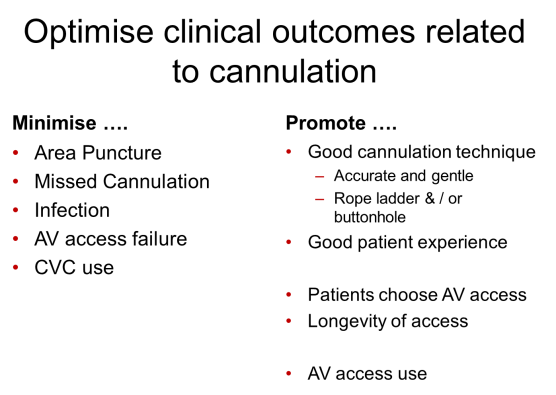 Optimise clinical outcomes related
to cannulation
Minimise ….
• Area Puncture
• Missed Cannulation
• Infection
• AV access failure
• CVC use
Promote ….
• Good cannulation technique
– Accurate and gentle
– Rope ladder & / or
buttonhole
• Good patient experience
• Patients choose AV access
• Longevity of access
• AV access use